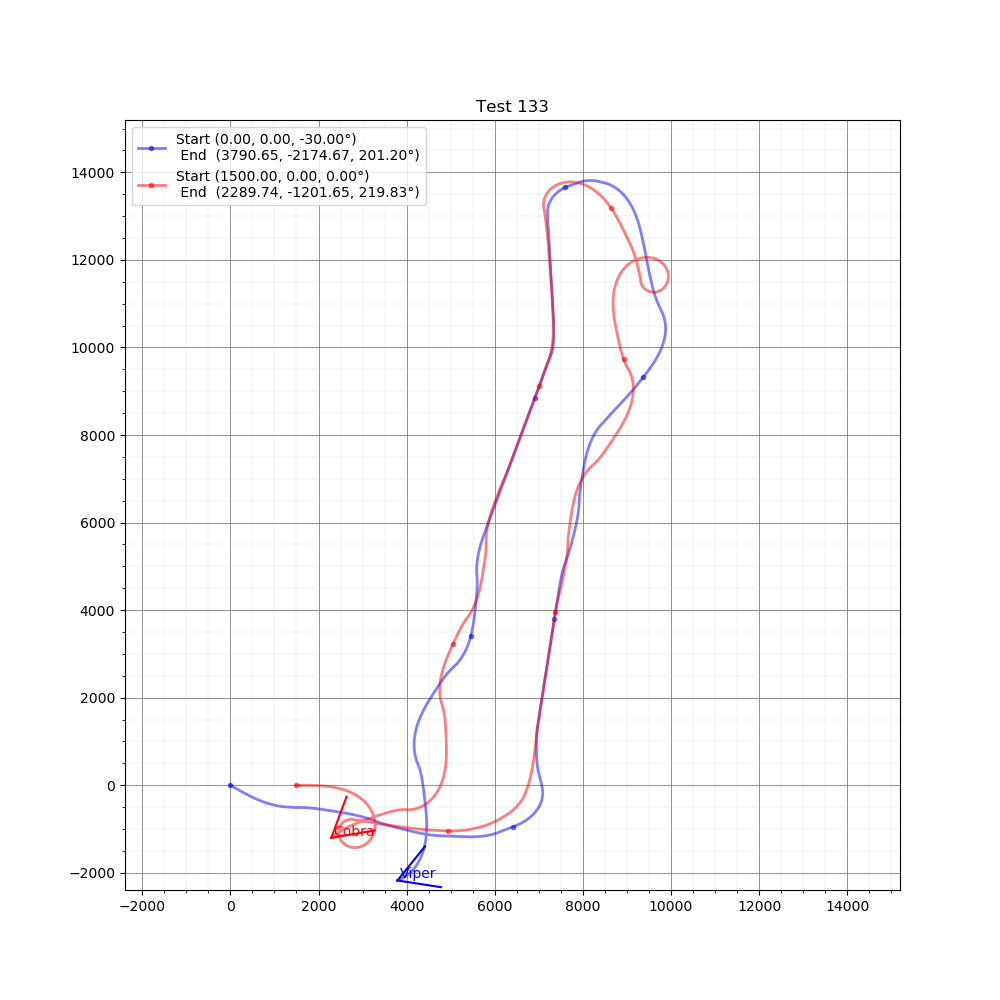 Test 133
Start (0.00, 0.00, -30.00°)
End (3790.65, -2174.67, 201.20°)
Start (1500.00, 0.00, 0.00°)
End (2289.74, -1201.65, 219.83°)
14000
12000
10000
8000
6000
4000
2000
0
−2000
Cobra
Viper
−2000 0 2000 4000 6000 8000 10000 12000 14000